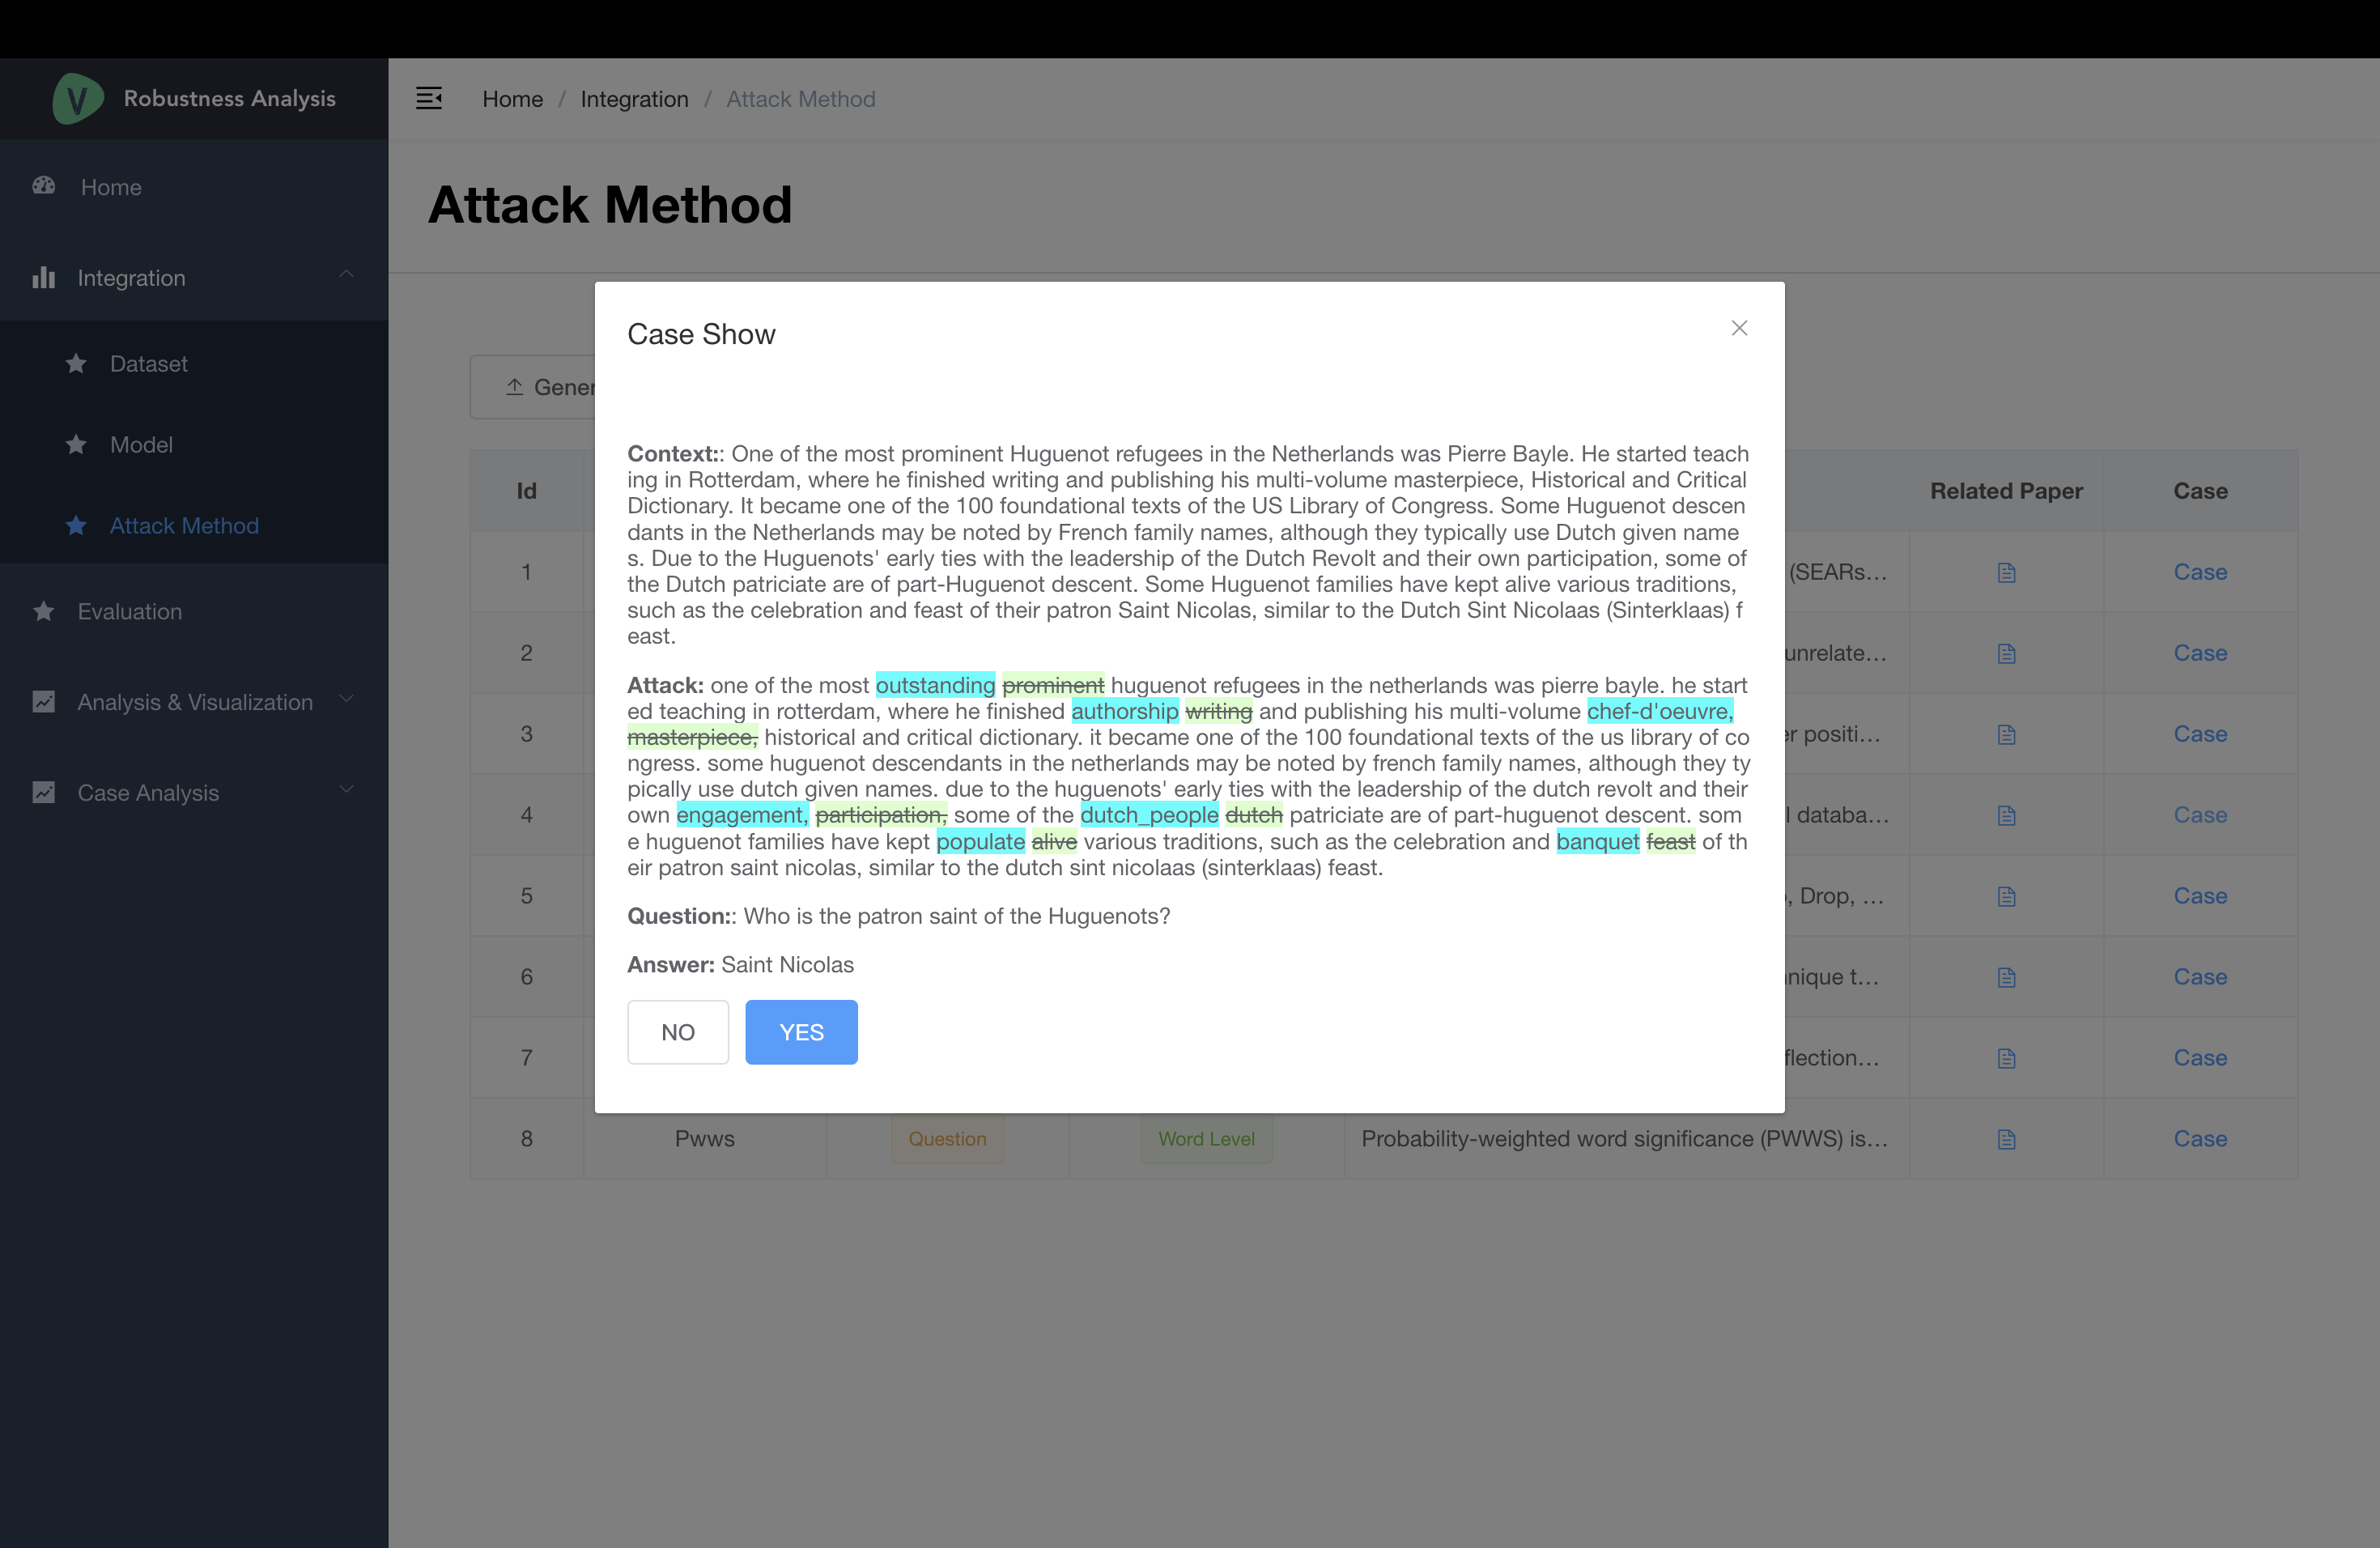 Robustness Analysis
Home / Integration / Attack Method
Home
Integration
Dataset
Model
Attack Method
Evaluation
Analysis & Visualization
Case Analysis
Attack Method
Case Show
Context:: One of the most prominent Huguenot refugees in the Netherlands was Pierre Bayle. He started teach
ing in Rotterdam, where he finished writing and publishing his multi-volume masterpiece, Historical and Critical
Dictionary. It became one of the 100 foundational texts of the US Library of Congress. Some Huguenot descen
dants in the Netherlands may be noted by French family names, although they typically use Dutch given name
s. Due to the Huguenots' early ties with the leadership of the Dutch Revolt and their own participation, some of
the Dutch patriciate are of part-Huguenot descent. Some Huguenot families have kept alive various traditions,
such as the celebration and feast of their patron Saint Nicolas, similar to the Dutch Sint Nicolaas (Sinterklaas) f
east.
Attack: one of the most outstanding prominent huguenot refugees in the netherlands was pierre bayle. he start
ed teaching in rotterdam, where he finished authorship writing and publishing his multi-volume chef-d'oeuvre,
masterpiece, historical and critical dictionary. it became one of the 100 foundational texts of the us library of co
ngress. some huguenot descendants in the netherlands may be noted by french family names, although they ty
pically use dutch given names. due to the huguenots' early ties with the leadership of the dutch revolt and their
own engagement, participation, some of the dutch_people dutch patriciate are of part-huguenot descent. som
e huguenot families have kept populate alive various traditions, such as the celebration and banquet feast of th
eir patron saint nicolas, similar to the dutch sint nicolaas (sinterklaas) feast.
Question:: Who is the patron saint of the Huguenots?
Answer: Saint Nicolas
NO YES
Gener
Id Related Paper Case
1 (SEARs... Case
2 unrelate... Case
3 er positi... Case
4 l databa... Case
5 , Drop, ... Case
6 nique t... Case
7 flection... Case
8 Pwws Question Word Level Probability-weighted word significance (PWWS) is... Case